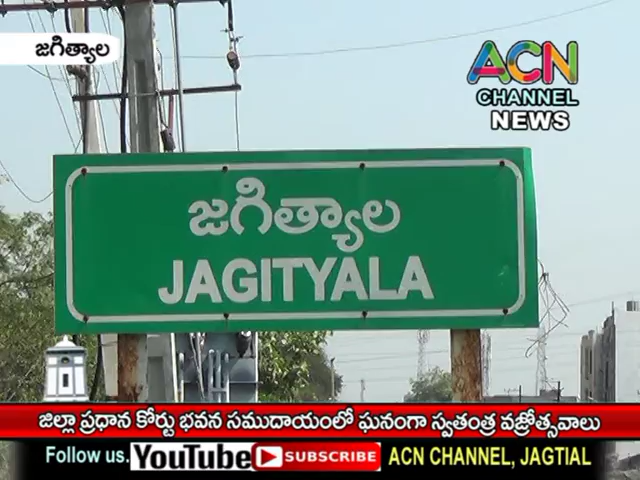 జగిత్యాల
ACN
CHANNEL
NEWS
జగిత్యాల
JAGITYALA
జిల్లా ప్రధాన కోర్టు భవన సముదాయంలో ఘనంగా స్వతంత్ర వజ్రోత్సవాలు
Follow us. YouTube SUBSCRIBE ACN CHANNEL, JAGTIAL